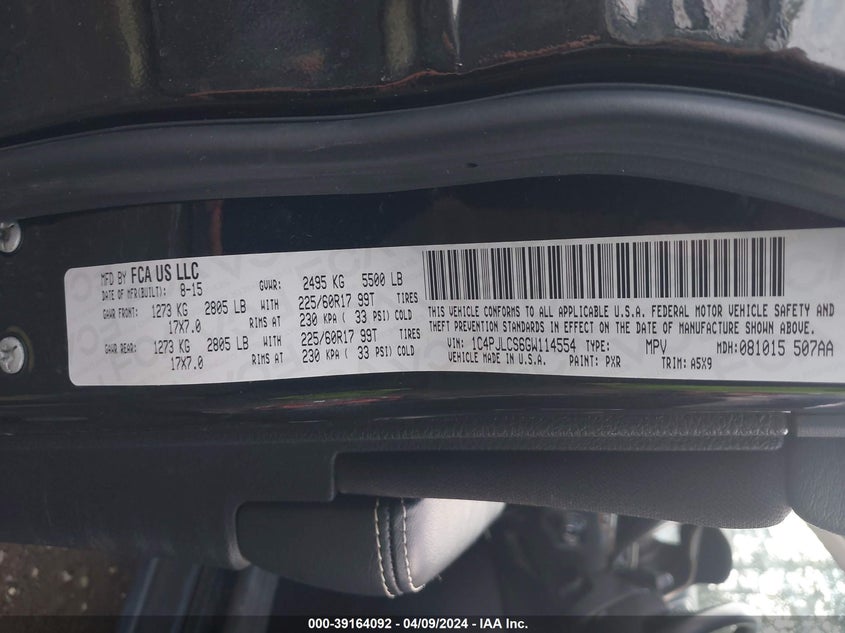 MFD BY FCA US LLC
DATE OF MFR(BUILT): 8-15 GVWR: 2495 KG 5500 LB
GAWR FRONT: 1273 KG 2805 LB WITH 225/60R17 99T TIRES
17X7.0 RIMS AT 230 KPA ( 33 PSI) COLD
GAWR REAR: 1273 KG 2805 LB WITH 225/60R17 99T TIRES
17X7.0 RIMS AT 230 KPA ( 33 PSI) COLD
THIS VEHICLE CONFORMS TO ALL APPLICABLE U.S.A. FEDERAL MOTOR VEHICLE SAFETY AND
THEFT PREVENTION STANDARDS IN EFFECT ON THE DATE OF MANUFACTURE SHOWN ABOVE.
VIN: 1C4PJLCS6GW114554 TYPE: MPV MDH: 081015 507AA
VEHICLE MADE IN U.S.A. PAINT: PXR TRIM: A5X9
000-39164092 - 04/09/2024 - IAA Inc.